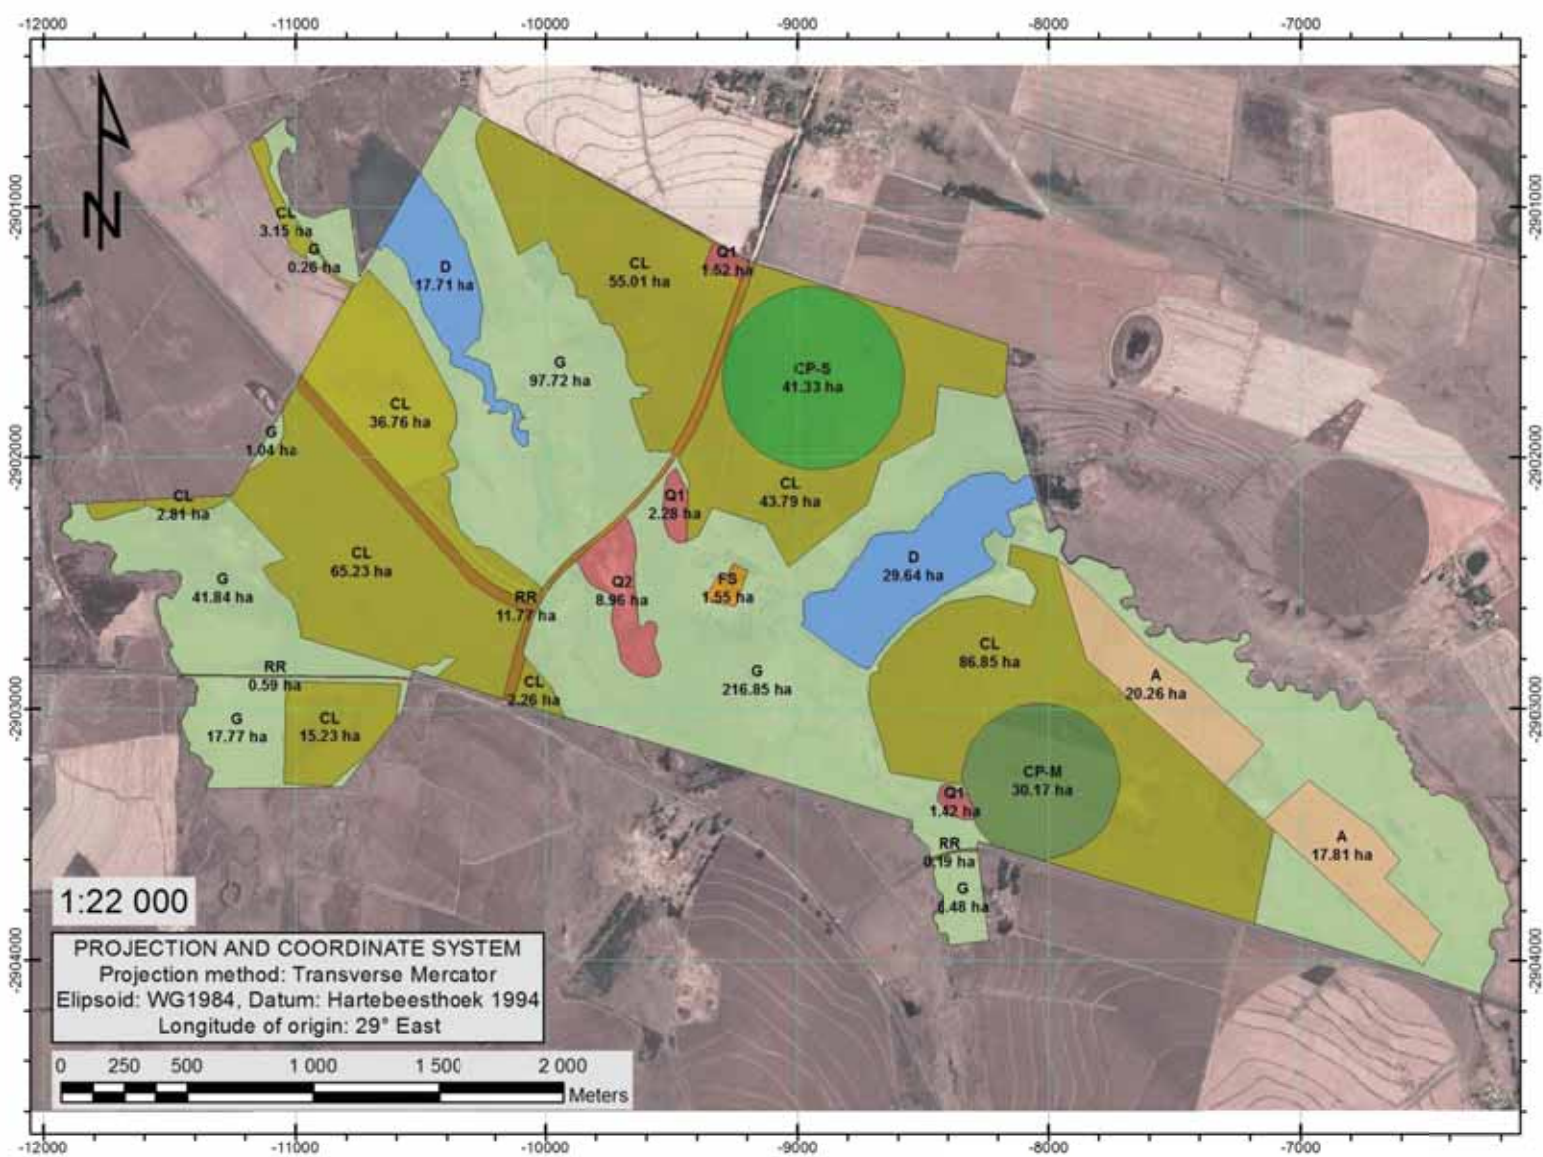 -12000 -11000 -10000 -9000 -8000 -7000
-2901000
-2901000
N
CL
3.15 ha
G
0.26 ha
D
17.71 ha
CL
55.01 ha
Q1
1.52 ha
G
97.72 ha
CP-S
41.33 ha
CL
36.76 ha
G
1.04 ha
-2902000
-2902000
CL
2.81 ha
CL
43.79 ha
Q1
2.28 ha
CL
65.23 ha
G
41.84 ha
RR
11.77 ha
Q2
8.96 ha
FS
1.55 ha
D
29.64 ha
CL
86.85 ha
RR
0.59 ha
G
216.85 ha
A
20.26 ha
CL
2.26 ha
-2903000
-2903000
G
17.77 ha
CL
15.23 ha
CP-M
30.17 ha
Q1
1.42 ha
RR
0.19 ha
A
17.81 ha
G
.48 ha
1:22 000
PROJECTION AND COORDINATE SYSTEM
Projection method: Transverse Mercator
Elipsoid: WG1984, Datum: Hartebeesthoek 1994
Longitude of origin: 29° East
-2904000
-2904000
0 250 500 1 000 1 500 2 000
Meters
-12000 -11000 -10000 -9000 -8000 -7000